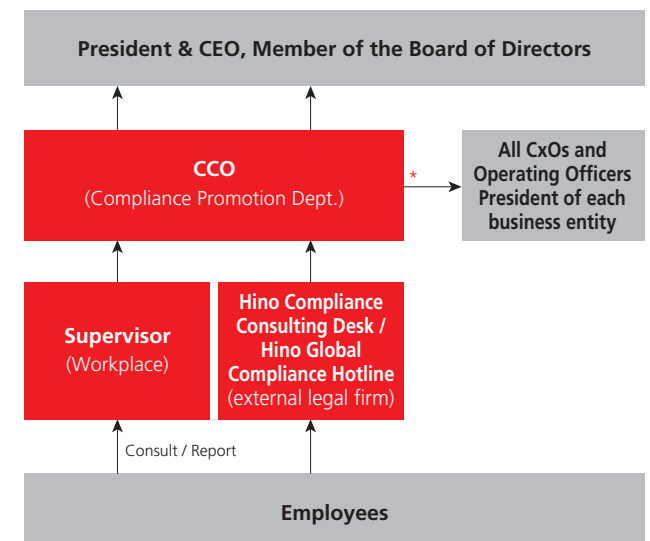 President & CEO, Member of the Board of Directors
CCO
(Compliance Promotion Dept.)
*
All CxOs and
Operating Officers
President of each
business entity
Supervisor
(Workplace)
Hino Compliance
Consulting Desk /
Hino Global
Compliance Hotline
(external legal firm)
Consult / Report
Employees